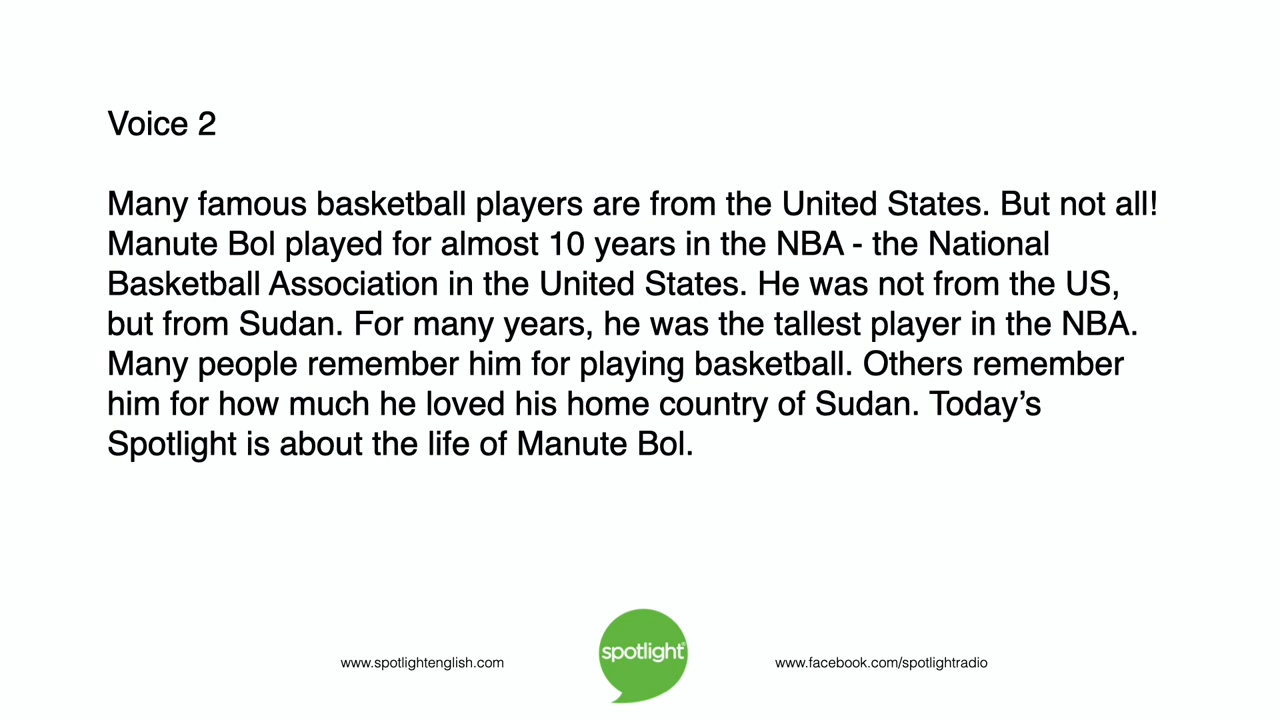 Voice 2
Many famous basketball players are from the United States. But not all!
Manute Bol played for almost 10 years in the NBA - the National
Basketball Association in the United States. He was not from the US,
but from Sudan. For many years, he was the tallest player in the NBA.
Many people remember him for playing basketball. Others remember
him for how much he loved his home country of Sudan. Today’s
Spotlight is about the life of Manute Bol.
www.spotlightenglish.com
spotlight®
www.facebook.com/spotlightradio